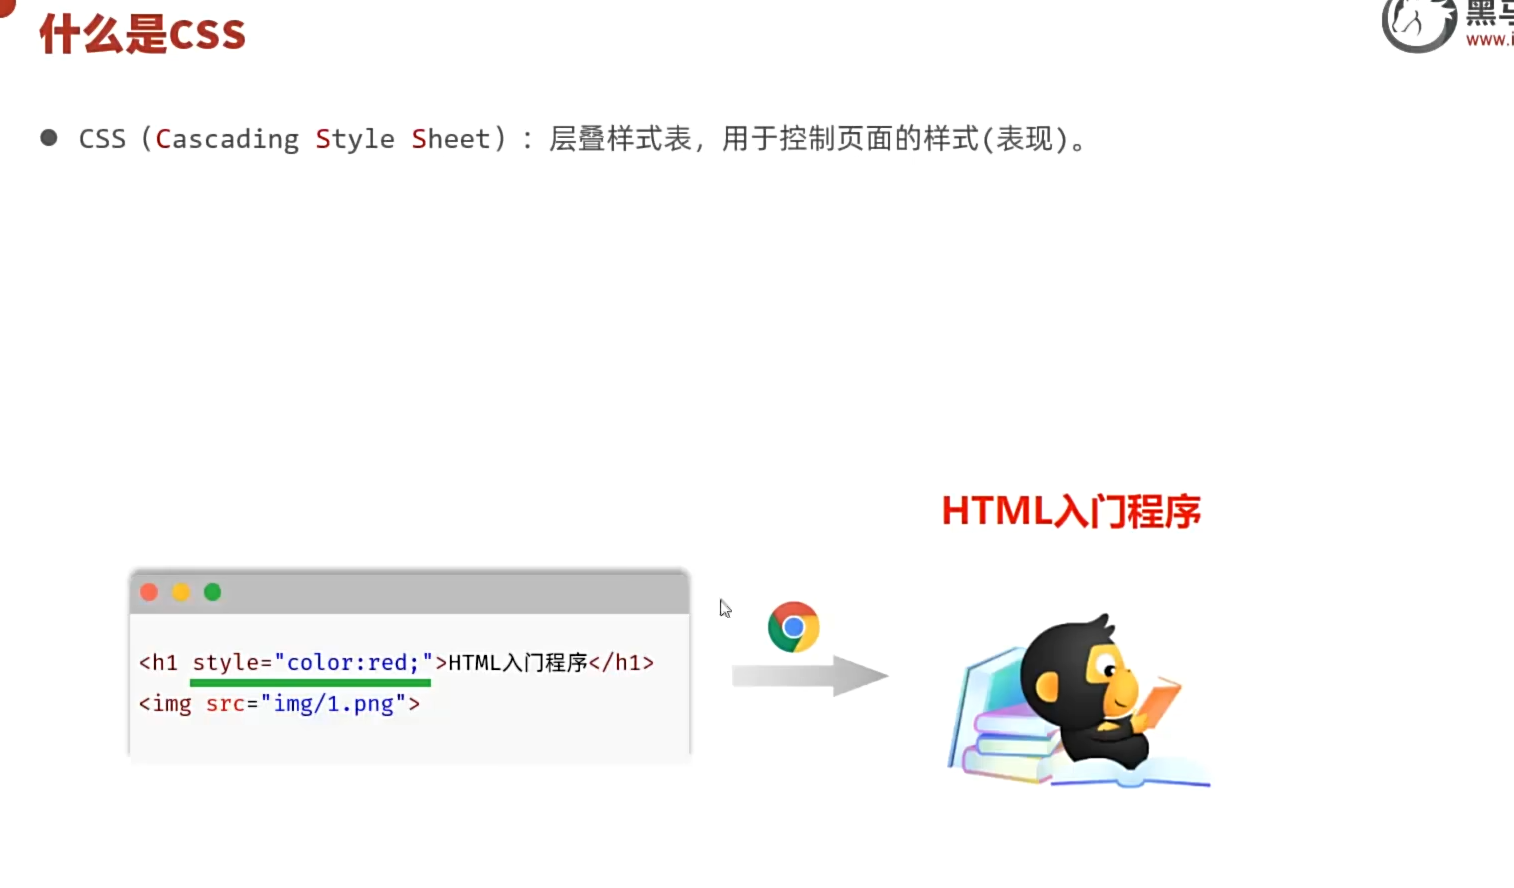 什么是CSS
黑马
www.i
● CSS（Cascading Style Sheet）：层叠样式表，用于控制页面的样式(表现)。
HTML入门程序
<h1 style="color:red;">HTML入门程序</h1>
<img src="img/1.png">